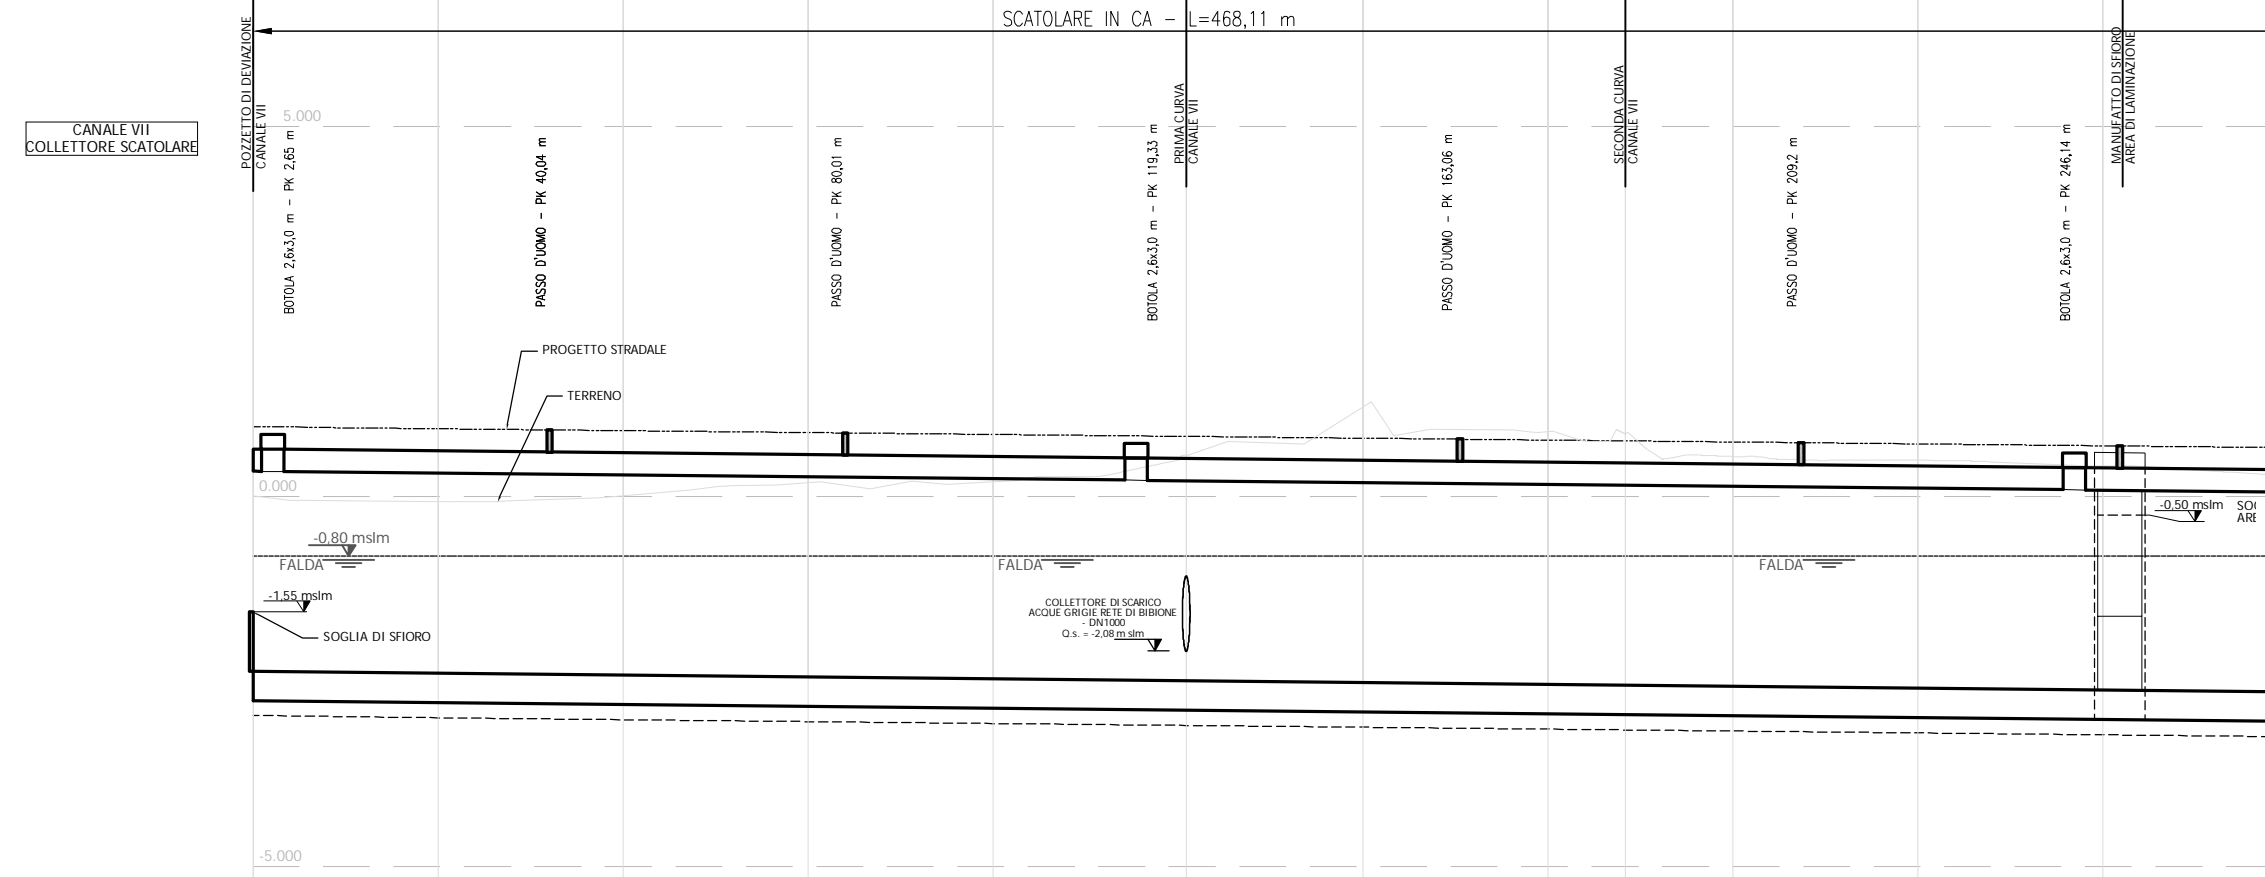 SCATOLARE IN CA - L=468,11 m
CANALE VII
COLLETTORE SCATOLARE
POZZETTO DI DEVIAZIONE
CANALE VII
5.000
BOTOLA 2,6x3,0 m - PK 2,65 m
PASSO D'UOMO - PK 40,04 m
PASSO D'UOMO - PK 80,01 m
BOTOLA 2,6x3,0 m - PK 119,33 m
PRIMA CURVA
CANALE VII
PASSO D'UOMO - PK 163,06 m
SECONDA CURVA
CANALE VII
PASSO D'UOMO - PK 209,2 m
BOTOLA 2,6x3,0 m - PK 246,14 m
MANUFATTO DI SFIORO
AREA DI LAMINAZIONE
PROGETTO STRADALE
TERRENO
0.000
-0,50 mslm
-0,80 mslm
FALDA
FALDA
FALDA
-1,55 mslm
SOGLIA DI SFIORO
COLLETTORE DI SCARICO
ACQUE GRIGIE RETE DI BIBIONE
- DN1000
Q.s. = -2,08 m slm
-5.000